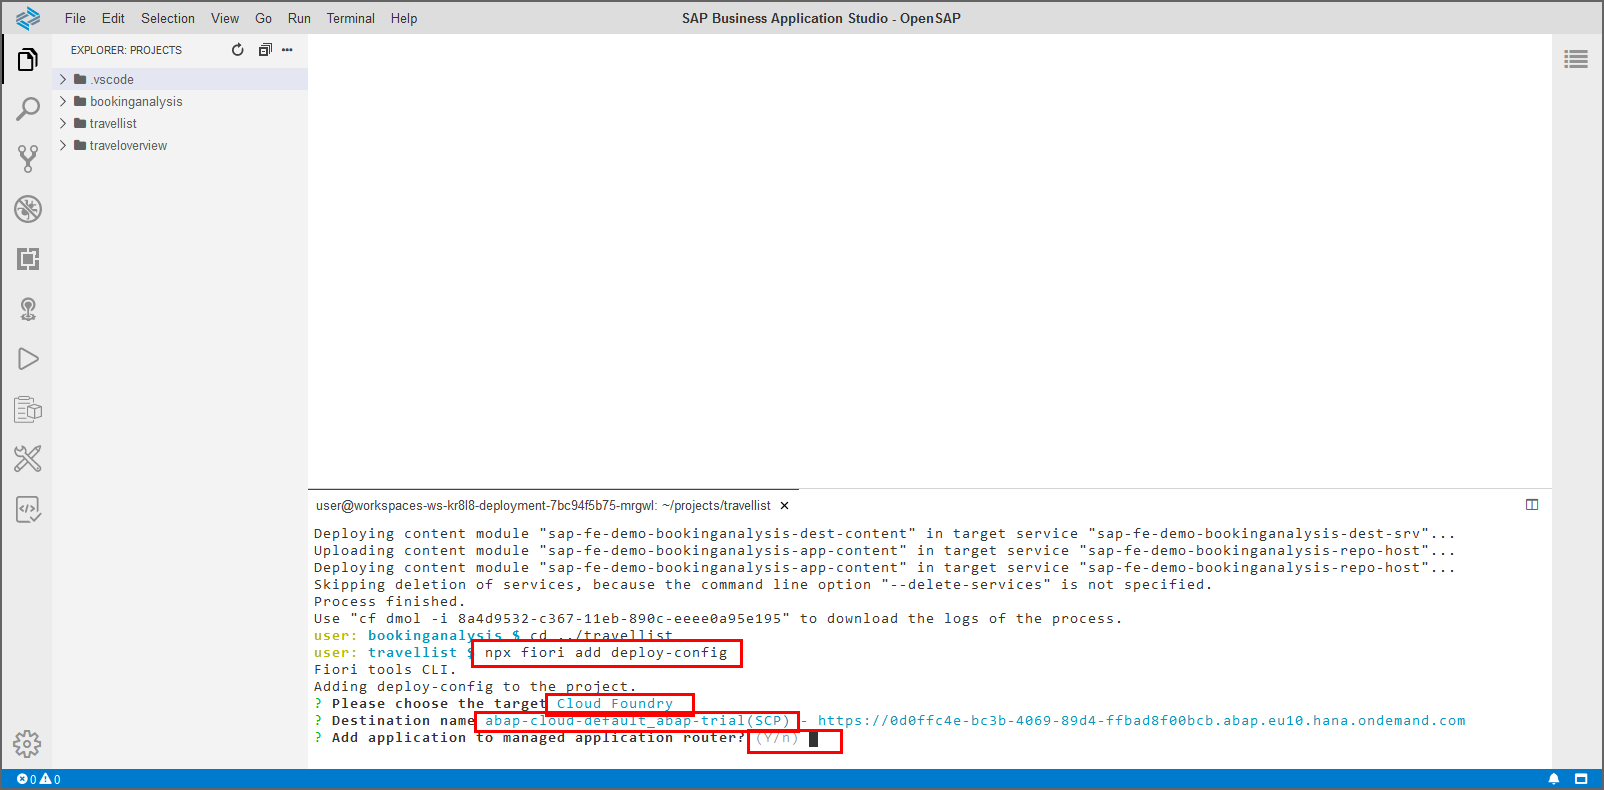 File Edit Selection View Go Run Terminal Help
SAP Business Application Studio - OpenSAP
EXPLORER: PROJECTS
.vscode
bookinganalysis
travellist
traveloverview
user@workspaces-ws-kr8l8-deployment-7bc94f5b75-mrgwl: ~/projects/travellist
Deploying content module "sap-fe-demo-bookinganalysis-dest-content" in target service "sap-fe-demo-bookinganalysis-dest-srv"...
Uploading content module "sap-fe-demo-bookinganalysis-app-content" in target service "sap-fe-demo-bookinganalysis-repo-host"...
Deploying content module "sap-fe-demo-bookinganalysis-app-content" in target service "sap-fe-demo-bookinganalysis-repo-host"...
Skipping deletion of services, because the command line option "--delete-services" is not specified.
Process finished.
Use "cf dmol -i 8a4d9532-c367-11eb-890c-eeee0a95e195" to download the logs of the process.
user: bookinganalysis $ cd ../travellist
user: travellist $ npx fiori add deploy-config
Fiori tools CLI.
Adding deploy-config to the project.
? Please choose the target Cloud Foundry
? Destination name abap-cloud-default_abap-trial(SCP) - https://0d0ffc4e-bc3b-4069-89d4-ffbad8f00bcb.abap.eu10.hana.ondemand.com
? Add application to managed application router? (Y/n)
0 0